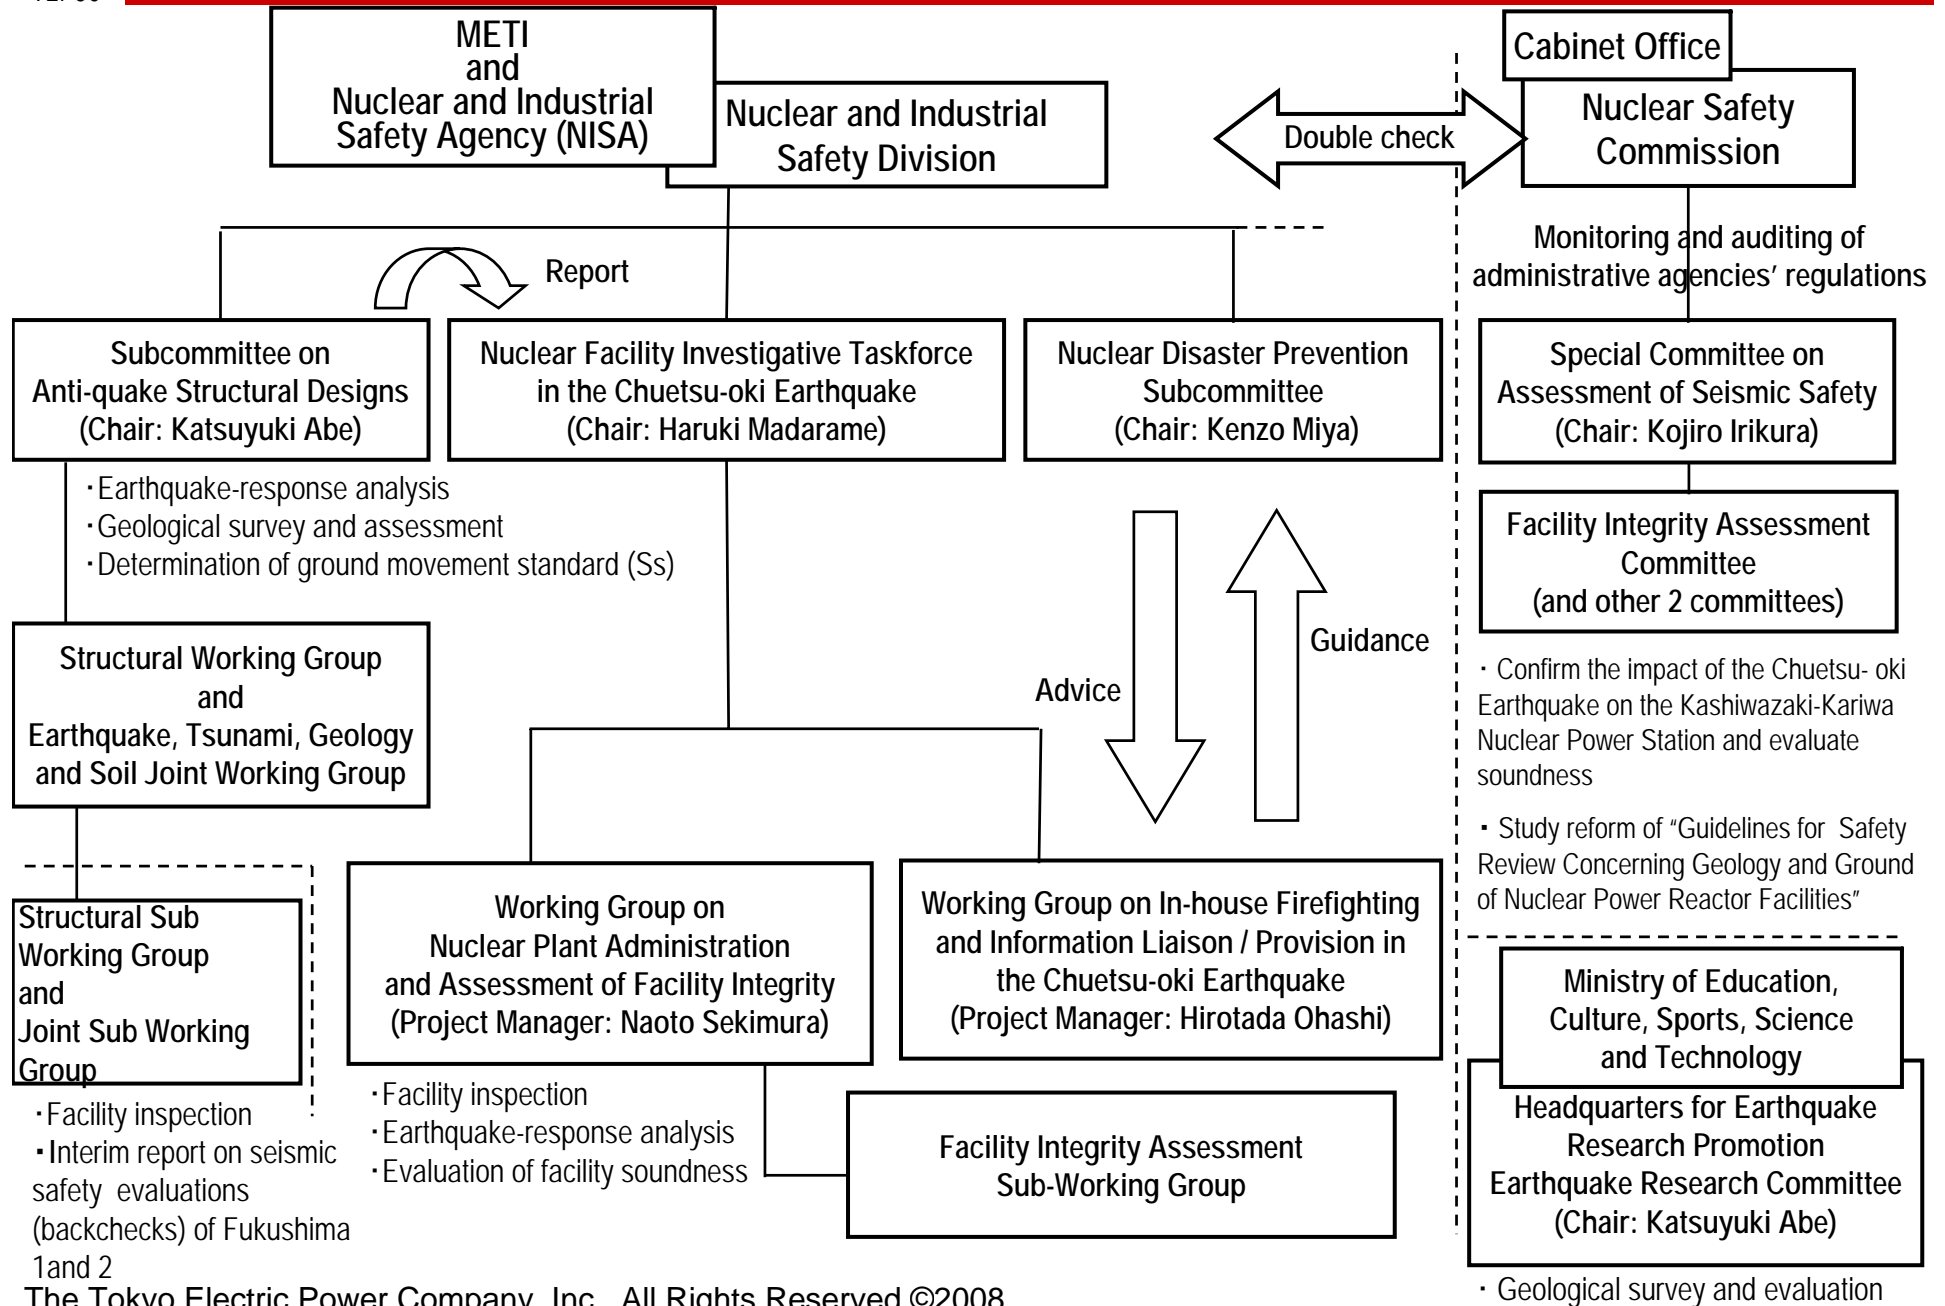 METI
and
Nuclear and Industrial
Safety Agency (NISA)
Nuclear and Industrial
Safety Division
Double check
Cabinet Office
Nuclear Safety
Commission
Monitoring and auditing of
administrative agencies’ regulations
Report
Subcommittee on
Anti-quake Structural Designs
(Chair: Katsuyuki Abe)
Nuclear Facility Investigative Taskforce
in the Chuetsu-oki Earthquake
(Chair: Haruki Madarame)
Nuclear Disaster Prevention
Subcommittee
(Chair: Kenzo Miya)
Special Committee on
Assessment of Seismic Safety
(Chair: Kojiro Irikura)
・Earthquake-response analysis
・Geological survey and assessment
・Determination of ground movement standard (Ss)
Facility Integrity Assessment
Committee
(and other 2 committees)
Structural Working Group
and
Earthquake, Tsunami, Geology
and Soil Joint Working Group
Advice
Guidance
・ Confirm the impact of the Chuetsu- oki
Earthquake on the Kashiwazaki-Kariwa
Nuclear Power Station and evaluate
soundness
・ Study reform of “Guidelines for Safety
Review Concerning Geology and Ground
of Nuclear Power Reactor Facilities”
Structural Sub
Working Group
and
Joint Sub Working
Group
Working Group on
Nuclear Plant Administration
and Assessment of Facility Integrity
(Project Manager: Naoto Sekimura)
Working Group on In-house Firefighting
and Information Liaison / Provision in
the Chuetsu-oki Earthquake
(Project Manager: Hirotada Ohashi)
・Facility inspection
・Interim report on seismic
safety evaluations
(backchecks) of Fukushima
1and 2
・Facility inspection
・Earthquake-response analysis
・Evaluation of facility soundness
Facility Integrity Assessment
Sub-Working Group
Ministry of Education,
Culture, Sports, Science
and Technology
Headquarters for Earthquake
Research Promotion
Earthquake Research Committee
(Chair: Katsuyuki Abe)
・ Geological survey and evaluation
The Tokyo Electric Power Company, Inc. All Rights Reserved ©2008